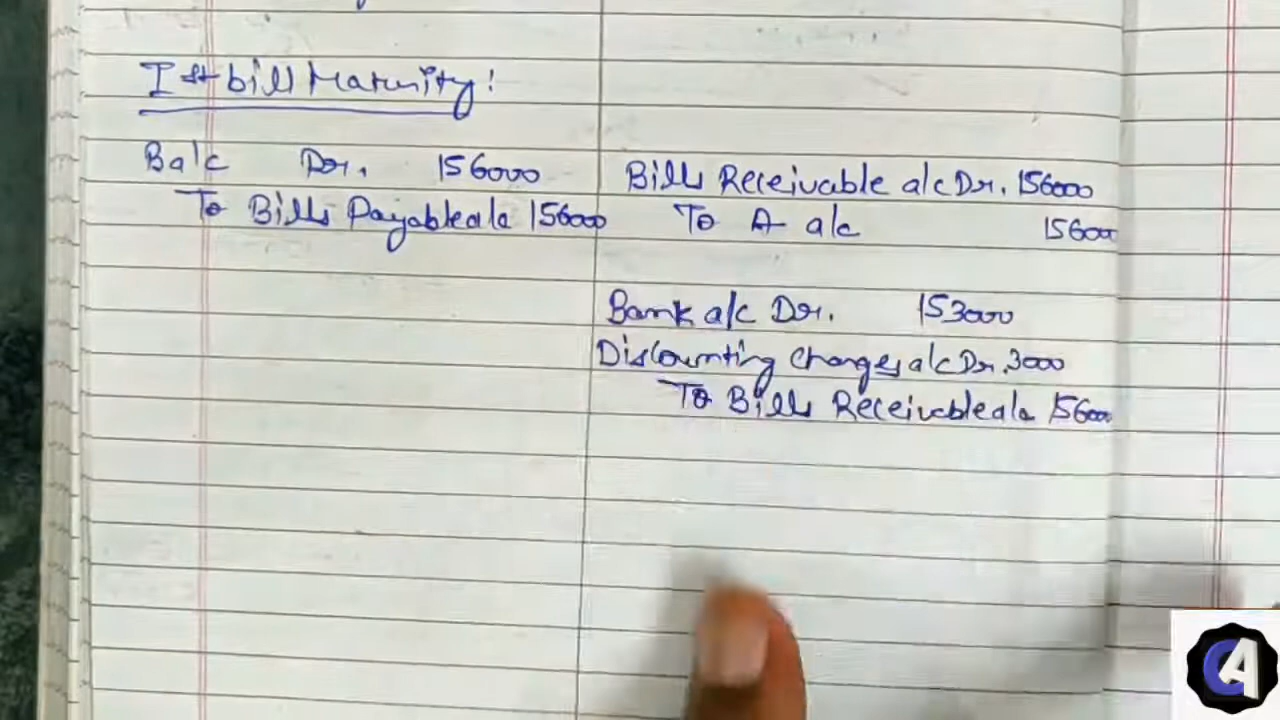 Ist bill Maturity:
B a/c Dr. 156000
To Bills Payable a/c 156000
Bills Receivable a/c Dr. 156000
To A a/c 156000
Bank a/c Dr. 153000
Discounting Charges a/c Dr. 3000
To Bills Receivable a/c 156000
CA